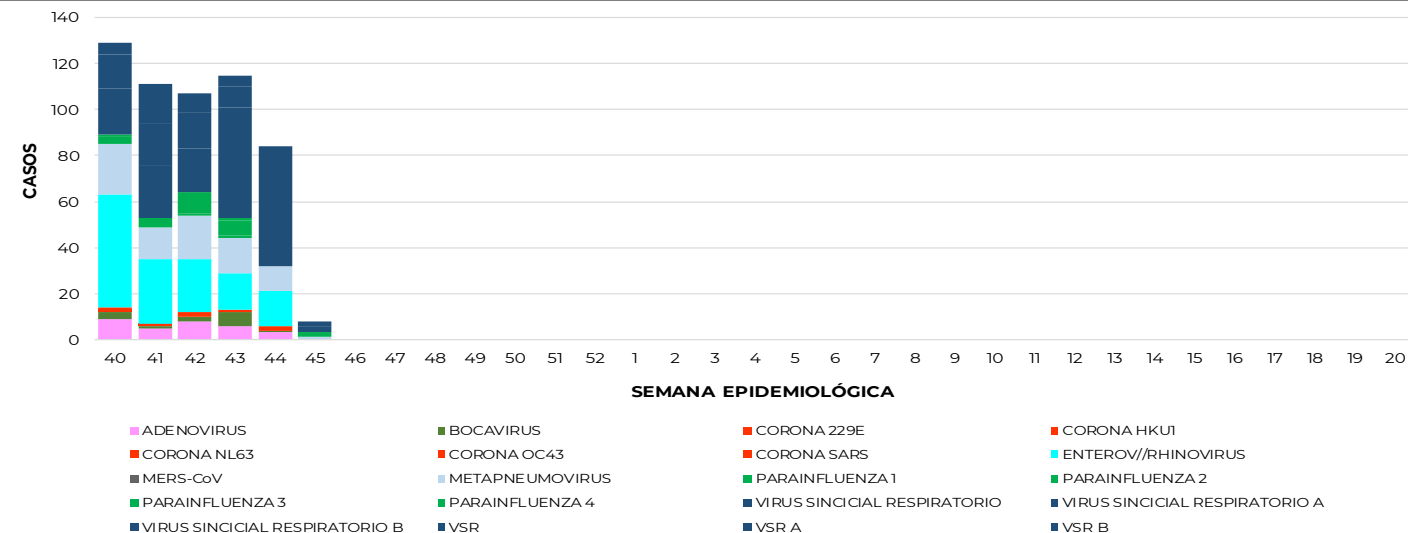 140
120
100
80
60
40
20
0
CASOS
40 41 42 43 44 45 46 47 48 49 50 51 52 1 2 3 4 5 6 7 8 9 10 11 12 13 14 15 16 17 18 19 20
SEMANA EPIDEMIOLÓGICA
ADENOVIRUS BOCAVIRUS CORONA 229E CORONA HKU1
CORONA NL63 CORONA OC43 CORONA SARS ENTEROV//RHINOVIRUS
MERS-CoV METAPNEUMOVIRUS PARAINFLUENZA 1 PARAINFLUENZA 2
PARAINFLUENZA 3 PARAINFLUENZA 4 VIRUS SINCICIAL RESPIRATORIO VIRUS SINCICIAL RESPIRATORIO A
VIRUS SINCICIAL RESPIRATORIO B VSR VSR A VSR B